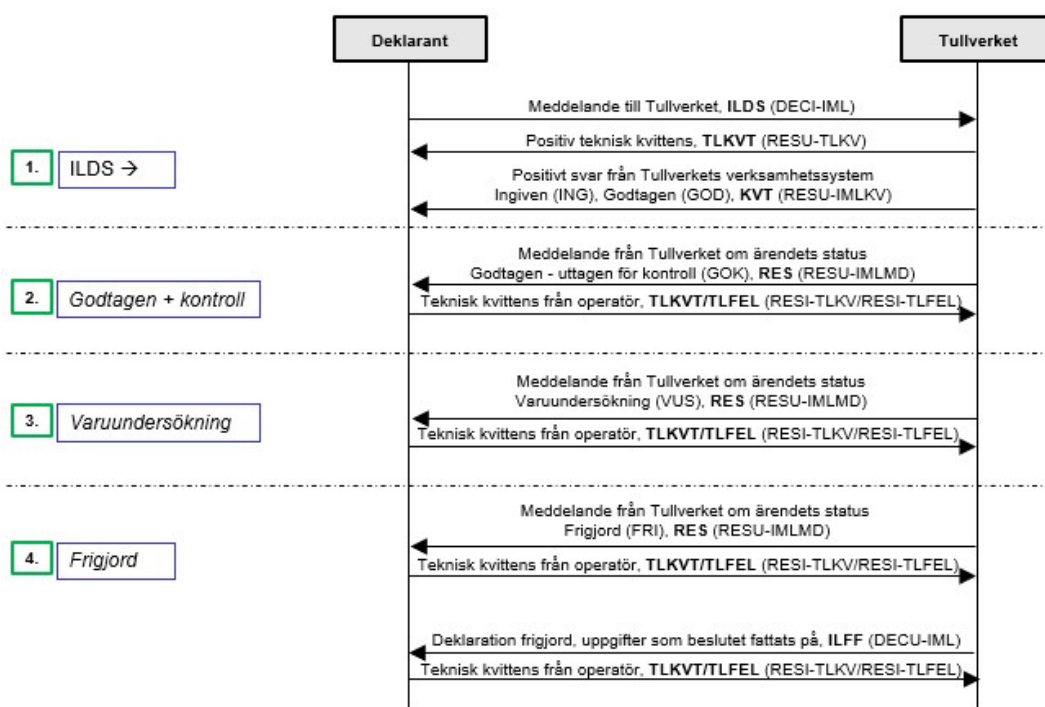 Deklarant
Tullverket
Meddelande till Tullverket, ILDS (DECI-IML)
Positiv teknisk kvittens, TLKVT (RESU-TLKV)
1.
ILDS →
Positivt svar från Tullverkets verksamhetssystem
Ingiven (ING), Godtagen (GOD), KVT (RESU-IMLKV)
Meddelande från Tullverket om ärendets status
Godtagen - uttagen för kontroll (GOK), RES (RESU-IMLMD)
2.
Godtagen + kontroll
Teknisk kvittens från operatör, TLKVT/TLFEL (RESI-TLKV/RESI-TLFEL)
Meddelande från Tullverket om ärendets status
Varuundersökning (VUS), RES (RESU-IMLMD)
3.
Varuundersökning
Teknisk kvittens från operatör, TLKVT/TLFEL (RESI-TLKV/RESI-TLFEL)
Meddelande från Tullverket om ärendets status
Frigjord (FRI), RES (RESU-IMLMD)
4.
Frigjord
Teknisk kvittens från operatör, TLKVT/TLFEL (RESI-TLKV/RESI-TLFEL)
Deklaration frigjord, uppgifter som beslutet fattats på, ILFF (DECU-IML)
Teknisk kvittens från operatör, TLKVT/TLFEL (RESI-TLKV/RESI-TLFEL)